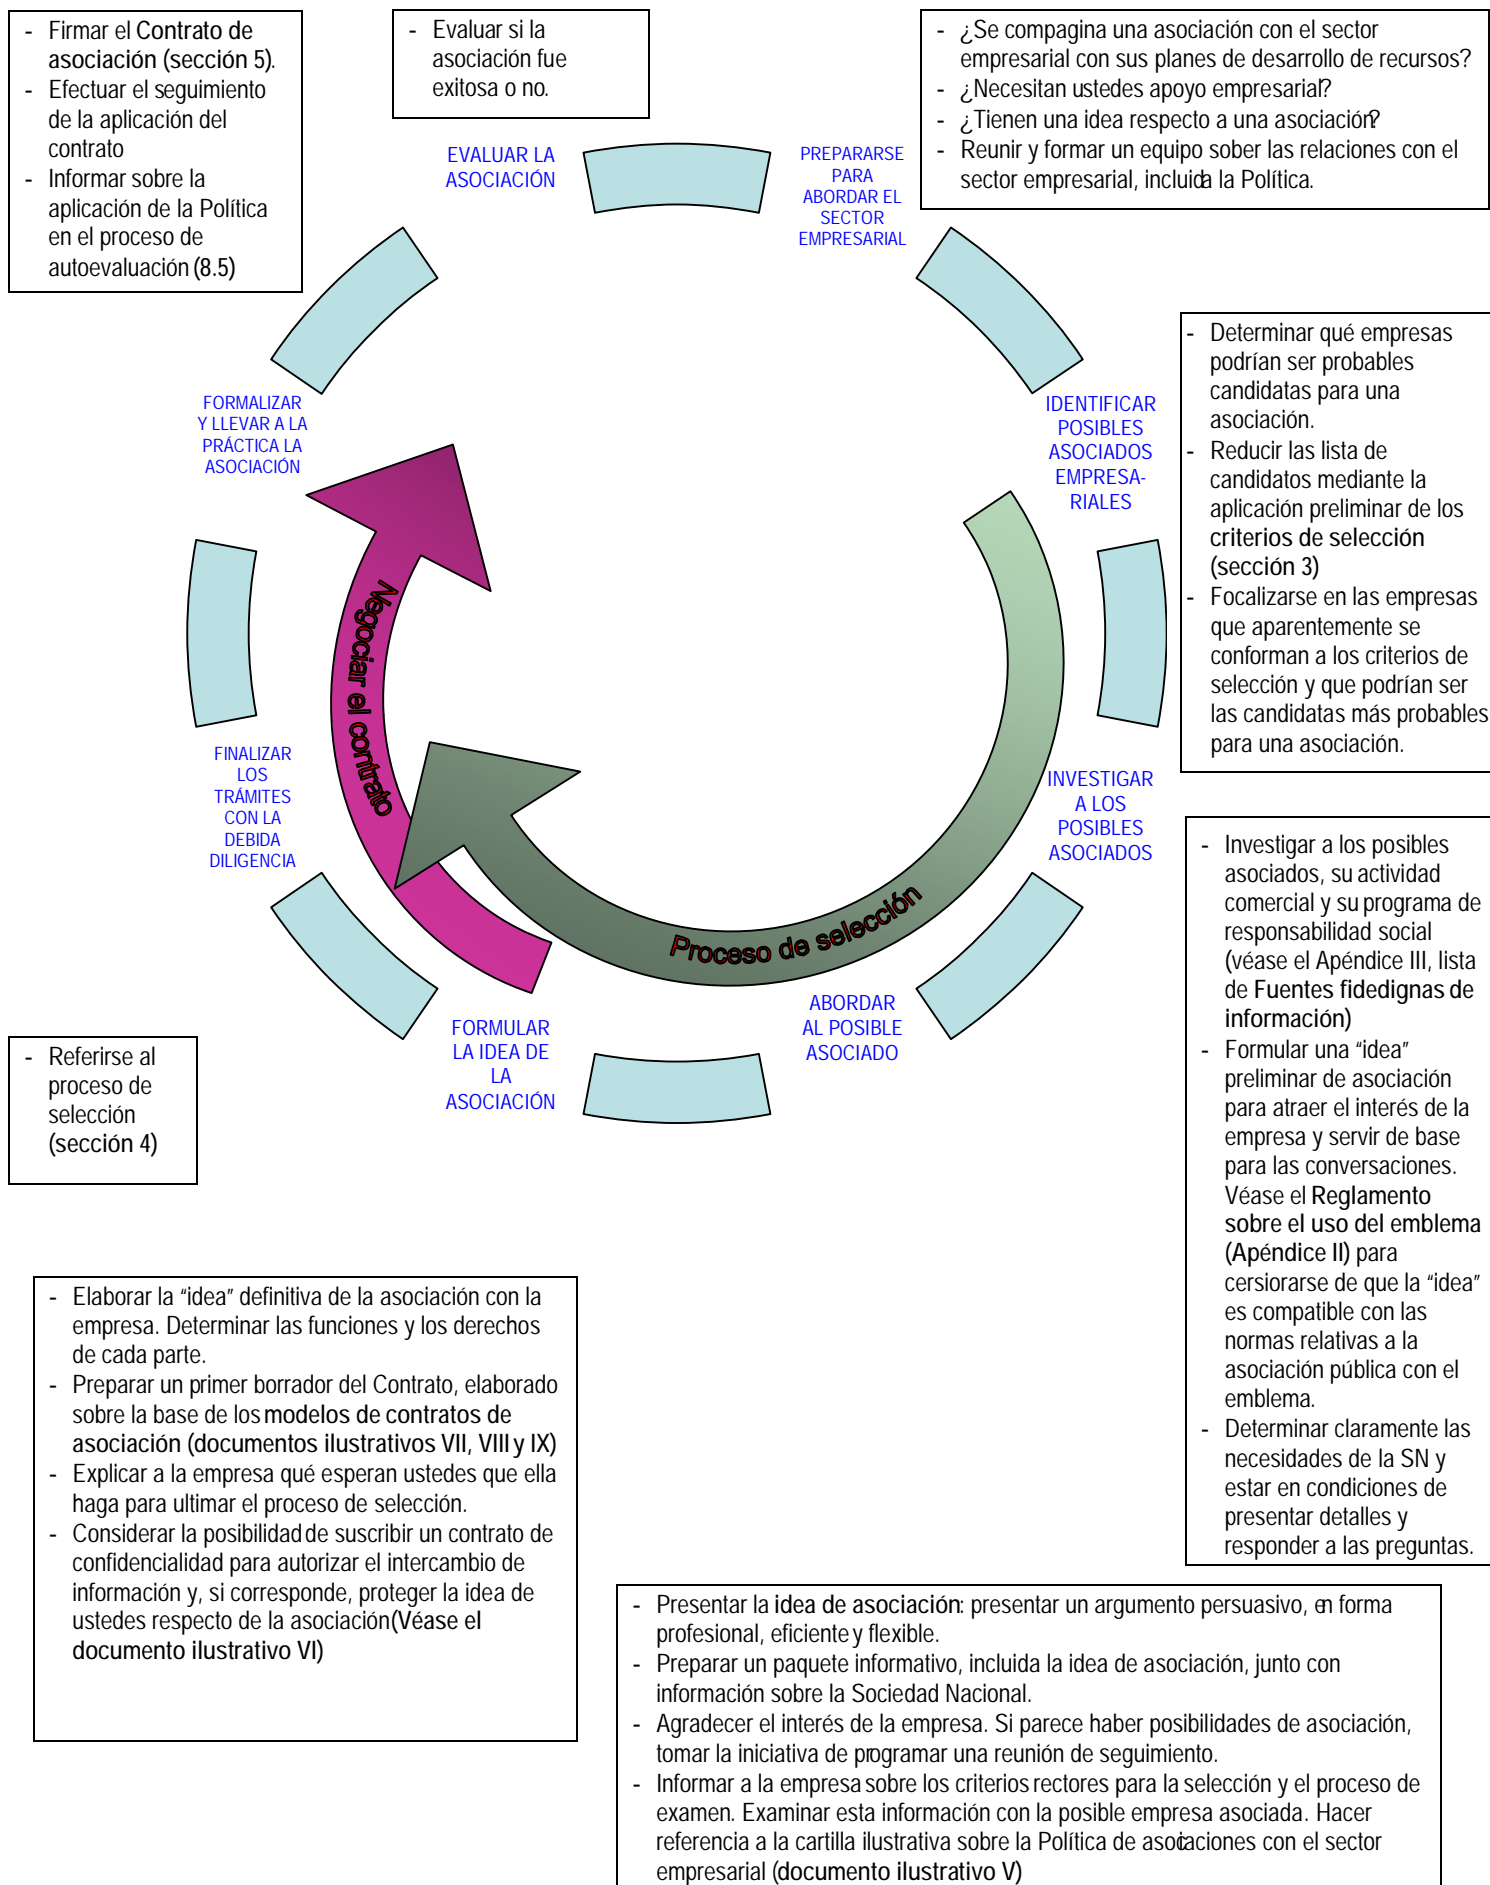 - Firmar el Contrato de
asociación (sección 5).
- Efectuar el seguimiento
de la aplicación del
contrato
- Informar sobre la
aplicación de la Política
en el proceso de
autoevaluación (8.5)
- Evaluar si la
asociación fue
exitosa o no.
- ¿Se compagina una asociación con el sector
empresarial con sus planes de desarrollo de recursos?
- ¿Necesitan ustedes apoyo empresarial?
- ¿Tienen una idea respecto a una asociación?
- Reunir y formar un equipo sober las relaciones con el
sector empresarial, incluida la Política.
EVALUAR LA
ASOCIACIÓN
PREPARARSE
PARA
ABORDAR EL
SECTOR
EMPRESARIAL
- Determinar qué empresas
podrían ser probables
candidatas para una
asociación.
- Reducir las lista de
candidatos mediante la
aplicación preliminar de los
criterios de selección
(sección 3)
- Focalizarse en las empresas
que aparentemente se
conforman a los criterios de
selección y que podrían ser
las candidatas más probables
para una asociación.
FORMALIZAR
Y LLEVAR A LA
PRÁCTICA LA
ASOCIACIÓN
IDENTIFICAR
POSIBLES
ASOCIADOS
EMPRESA-
RIALES
Negociar el contrato
FINALIZAR
LOS
TRÁMITES
CON LA
DEBIDA
DILIGENCIA
INVESTIGAR
A LOS
POSIBLES
ASOCIADOS
Proceso de selección
- Investigar a los posibles
asociados, su actividad
comercial y su programa de
responsabilidad social
(véase el Apéndice III, lista
de Fuentes fidedignas de
información)
- Formular una “idea”
preliminar de asociación
para atraer el interés de la
empresa y servir de base
para las conversaciones.
Véase el Reglamento
sobre el uso del emblema
(Apéndice II) para
cersiorarse de que la “idea”
es compatible con las
normas relativas a la
asociación pública con el
emblema.
- Determinar claramente las
necesidades de la SN y
estar en condiciones de
presentar detalles y
responder a las preguntas.
FORMULAR
LA IDEA DE
LA
ASOCIACIÓN
ABORDAR
AL POSIBLE
ASOCIADO
- Referirse al
proceso de
selección
(sección 4)
- Elaborar la “idea” definitiva de la asociación con la
empresa. Determinar las funciones y los derechos
de cada parte.
- Preparar un primer borrador del Contrato, elaborado
sobre la base de los modelos de contratos de
asociación (documentos ilustrativos VII, VIII y IX)
- Explicar a la empresa qué esperan ustedes que ella
haga para ultimar el proceso de selección.
- Considerar la posibilidad de suscribir un contrato de
confidencialidad para autorizar el intercambio de
información y, si corresponde, proteger la idea de
ustedes respecto de la asociación (Véase el
documento ilustrativo VI)
- Presentar la idea de asociación: presentar un argumento persuasivo, en forma
profesional, eficiente y flexible.
- Preparar un paquete informativo, incluida la idea de asociación, junto con
información sobre la Sociedad Nacional.
- Agradecer el interés de la empresa. Si parece haber posibilidades de asociación,
tomar la iniciativa de programar una reunión de seguimiento.
- Informar a la empresa sobre los criterios rectores para la selección y el proceso de
examen. Examinar esta información con la posible empresa asociada. Hacer
referencia a la cartilla ilustrativa sobre la Política de asociaciones con el sector
empresarial (documento ilustrativo V)